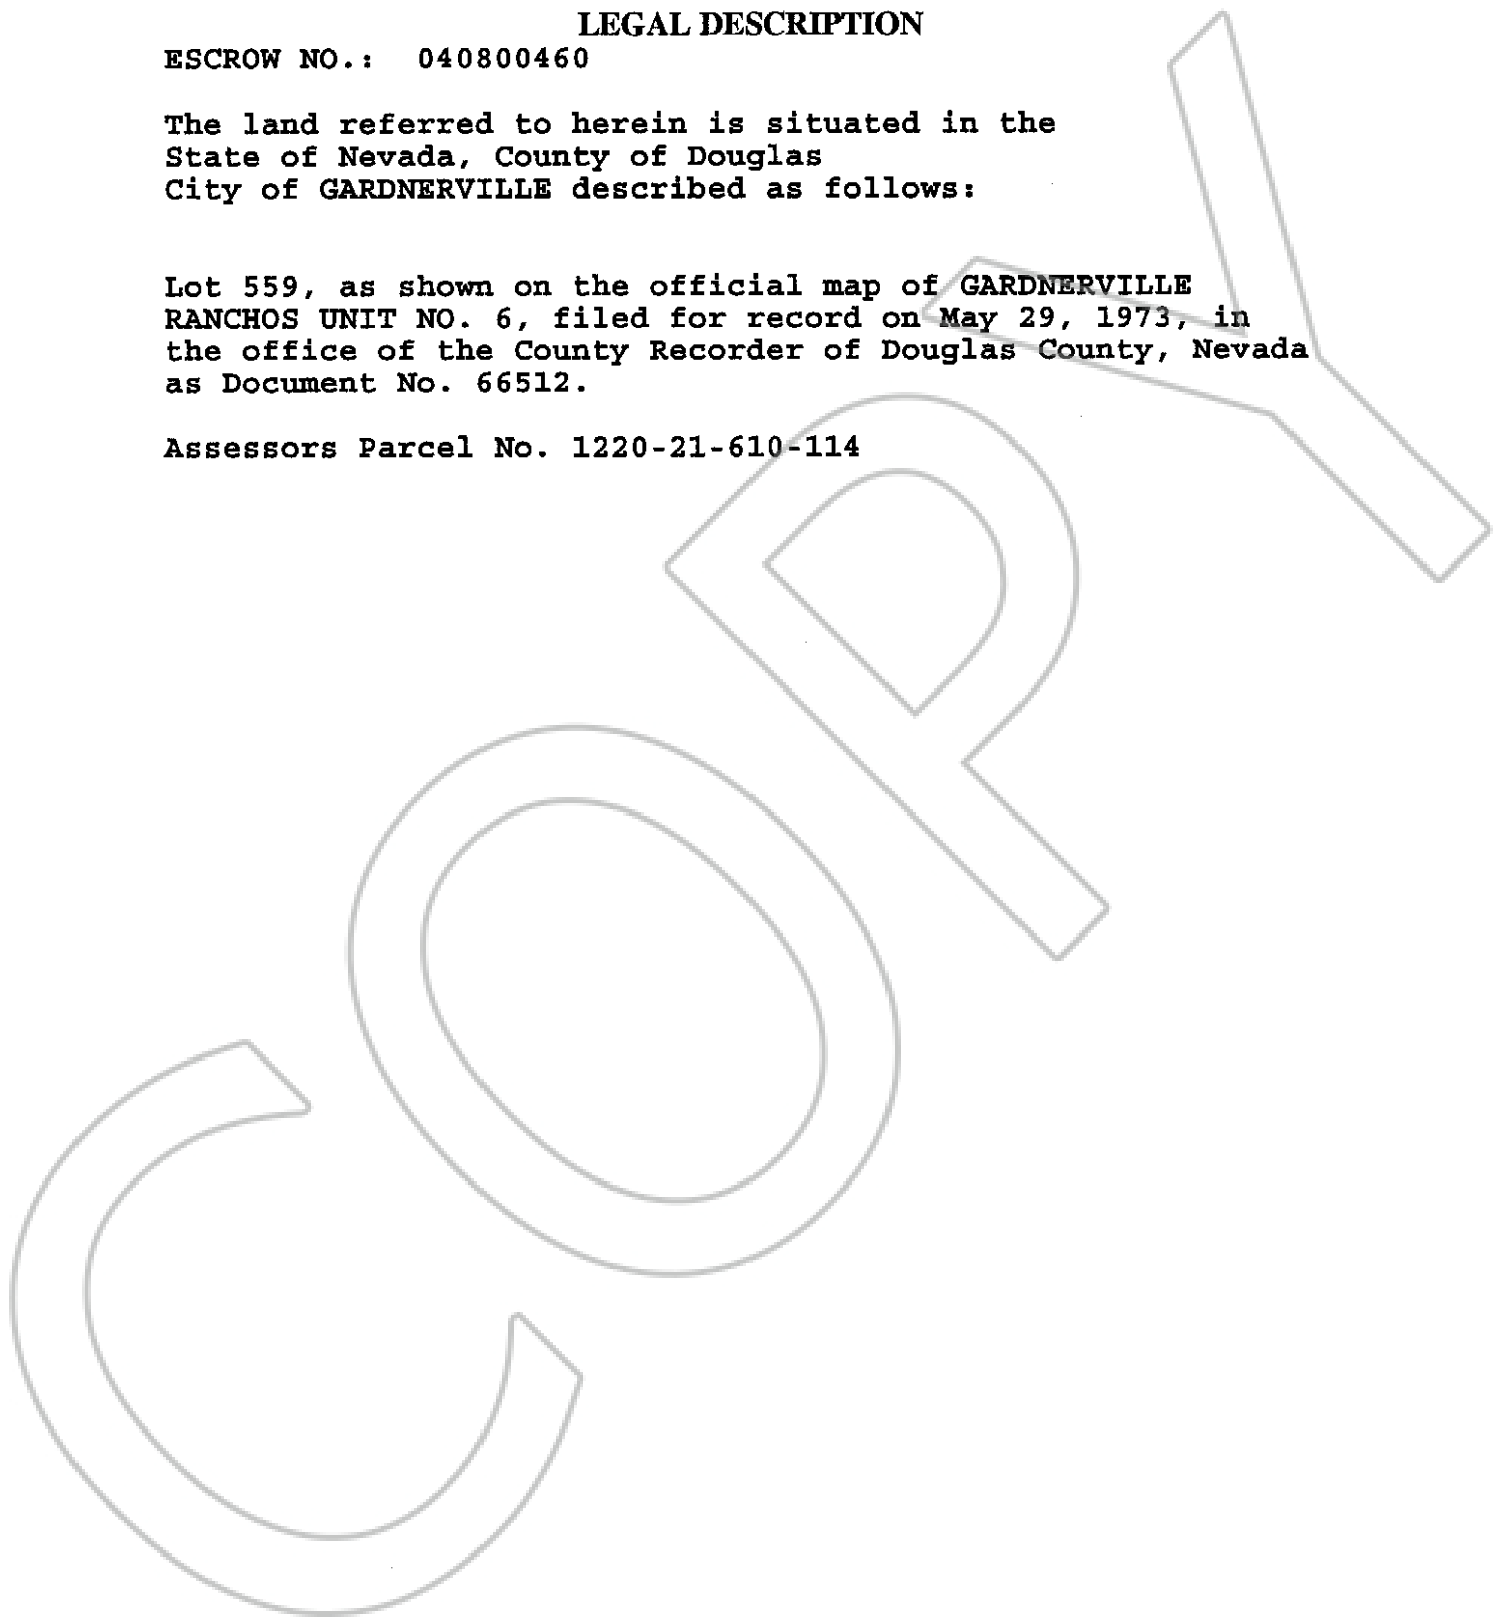 LEGAL DESCRIPTION
ESCROW NO.: 040800460
The land referred to herein is situated in the
State of Nevada, County of Douglas
City of GARDNERVILLE described as follows:
Lot 559, as shown on the official map of GARDNERVILLE
RANCHOS UNIT NO. 6, filed for record on May 29, 1973, in
the office of the County Recorder of Douglas County, Nevada
as Document No. 66512.
Assessors Parcel No. 1220-21-610-114
COPY